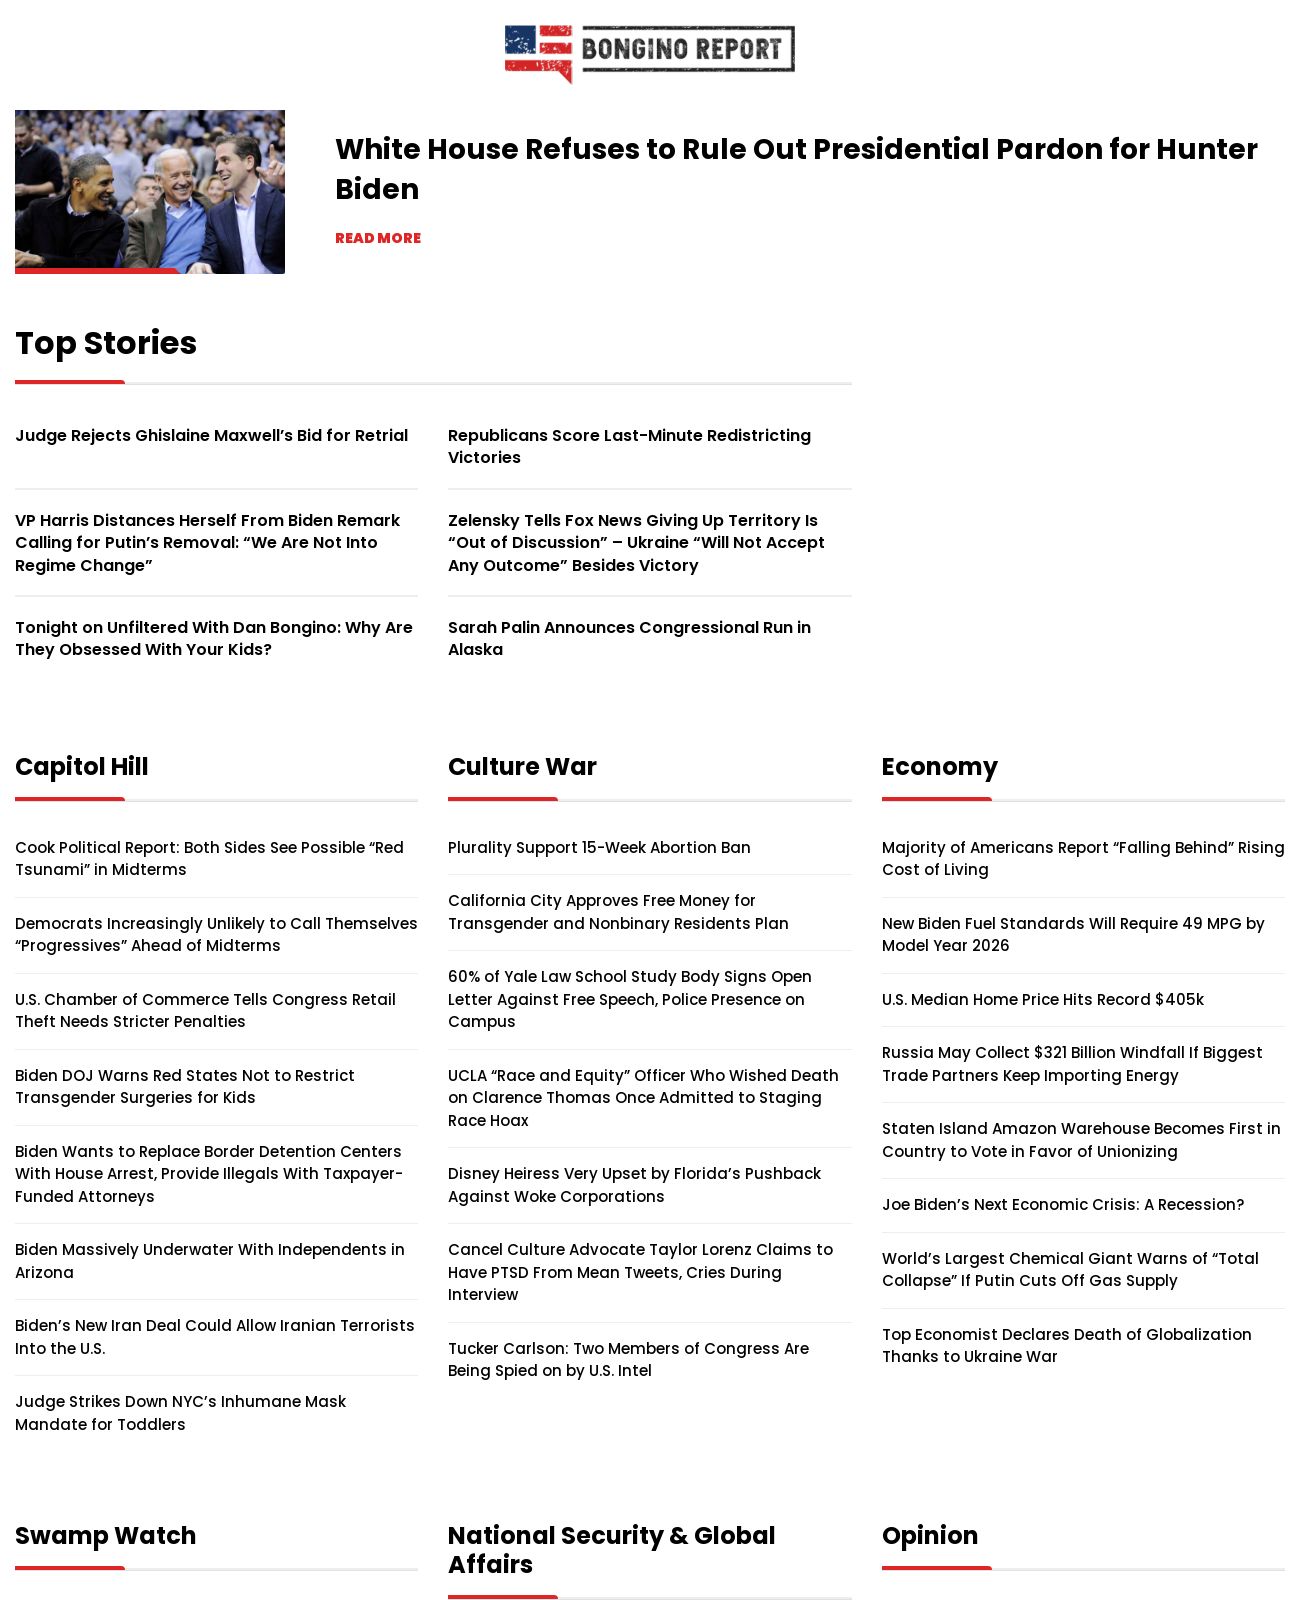 BONGINO REPORT
White House Refuses to Rule Out Presidential Pardon for Hunter
Biden
READ MORE
Top Stories
Judge Rejects Ghislaine Maxwell’s Bid for Retrial
Republicans Score Last-Minute Redistricting
Victories
VP Harris Distances Herself From Biden Remark
Calling for Putin’s Removal: “We Are Not Into
Regime Change”
Zelensky Tells Fox News Giving Up Territory Is
“Out of Discussion” – Ukraine “Will Not Accept
Any Outcome” Besides Victory
Tonight on Unfiltered With Dan Bongino: Why Are
They Obsessed With Your Kids?
Sarah Palin Announces Congressional Run in
Alaska
Capitol Hill
Cook Political Report: Both Sides See Possible “Red
Tsunami” in Midterms
Democrats Increasingly Unlikely to Call Themselves
“Progressives” Ahead of Midterms
U.S. Chamber of Commerce Tells Congress Retail
Theft Needs Stricter Penalties
Biden DOJ Warns Red States Not to Restrict
Transgender Surgeries for Kids
Biden Wants to Replace Border Detention Centers
With House Arrest, Provide Illegals With Taxpayer-
Funded Attorneys
Biden Massively Underwater With Independents in
Arizona
Biden’s New Iran Deal Could Allow Iranian Terrorists
Into the U.S.
Judge Strikes Down NYC’s Inhumane Mask
Mandate for Toddlers
Culture War
Plurality Support 15-Week Abortion Ban
California City Approves Free Money for
Transgender and Nonbinary Residents Plan
60% of Yale Law School Study Body Signs Open
Letter Against Free Speech, Police Presence on
Campus
UCLA “Race and Equity” Officer Who Wished Death
on Clarence Thomas Once Admitted to Staging
Race Hoax
Disney Heiress Very Upset by Florida’s Pushback
Against Woke Corporations
Cancel Culture Advocate Taylor Lorenz Claims to
Have PTSD From Mean Tweets, Cries During
Interview
Tucker Carlson: Two Members of Congress Are
Being Spied on by U.S. Intel
Economy
Majority of Americans Report “Falling Behind” Rising
Cost of Living
New Biden Fuel Standards Will Require 49 MPG by
Model Year 2026
U.S. Median Home Price Hits Record $405k
Russia May Collect $321 Billion Windfall If Biggest
Trade Partners Keep Importing Energy
Staten Island Amazon Warehouse Becomes First in
Country to Vote in Favor of Unionizing
Joe Biden’s Next Economic Crisis: A Recession?
World’s Largest Chemical Giant Warns of “Total
Collapse” If Putin Cuts Off Gas Supply
Top Economist Declares Death of Globalization
Thanks to Ukraine War
Swamp Watch
National Security & Global
Affairs
Opinion